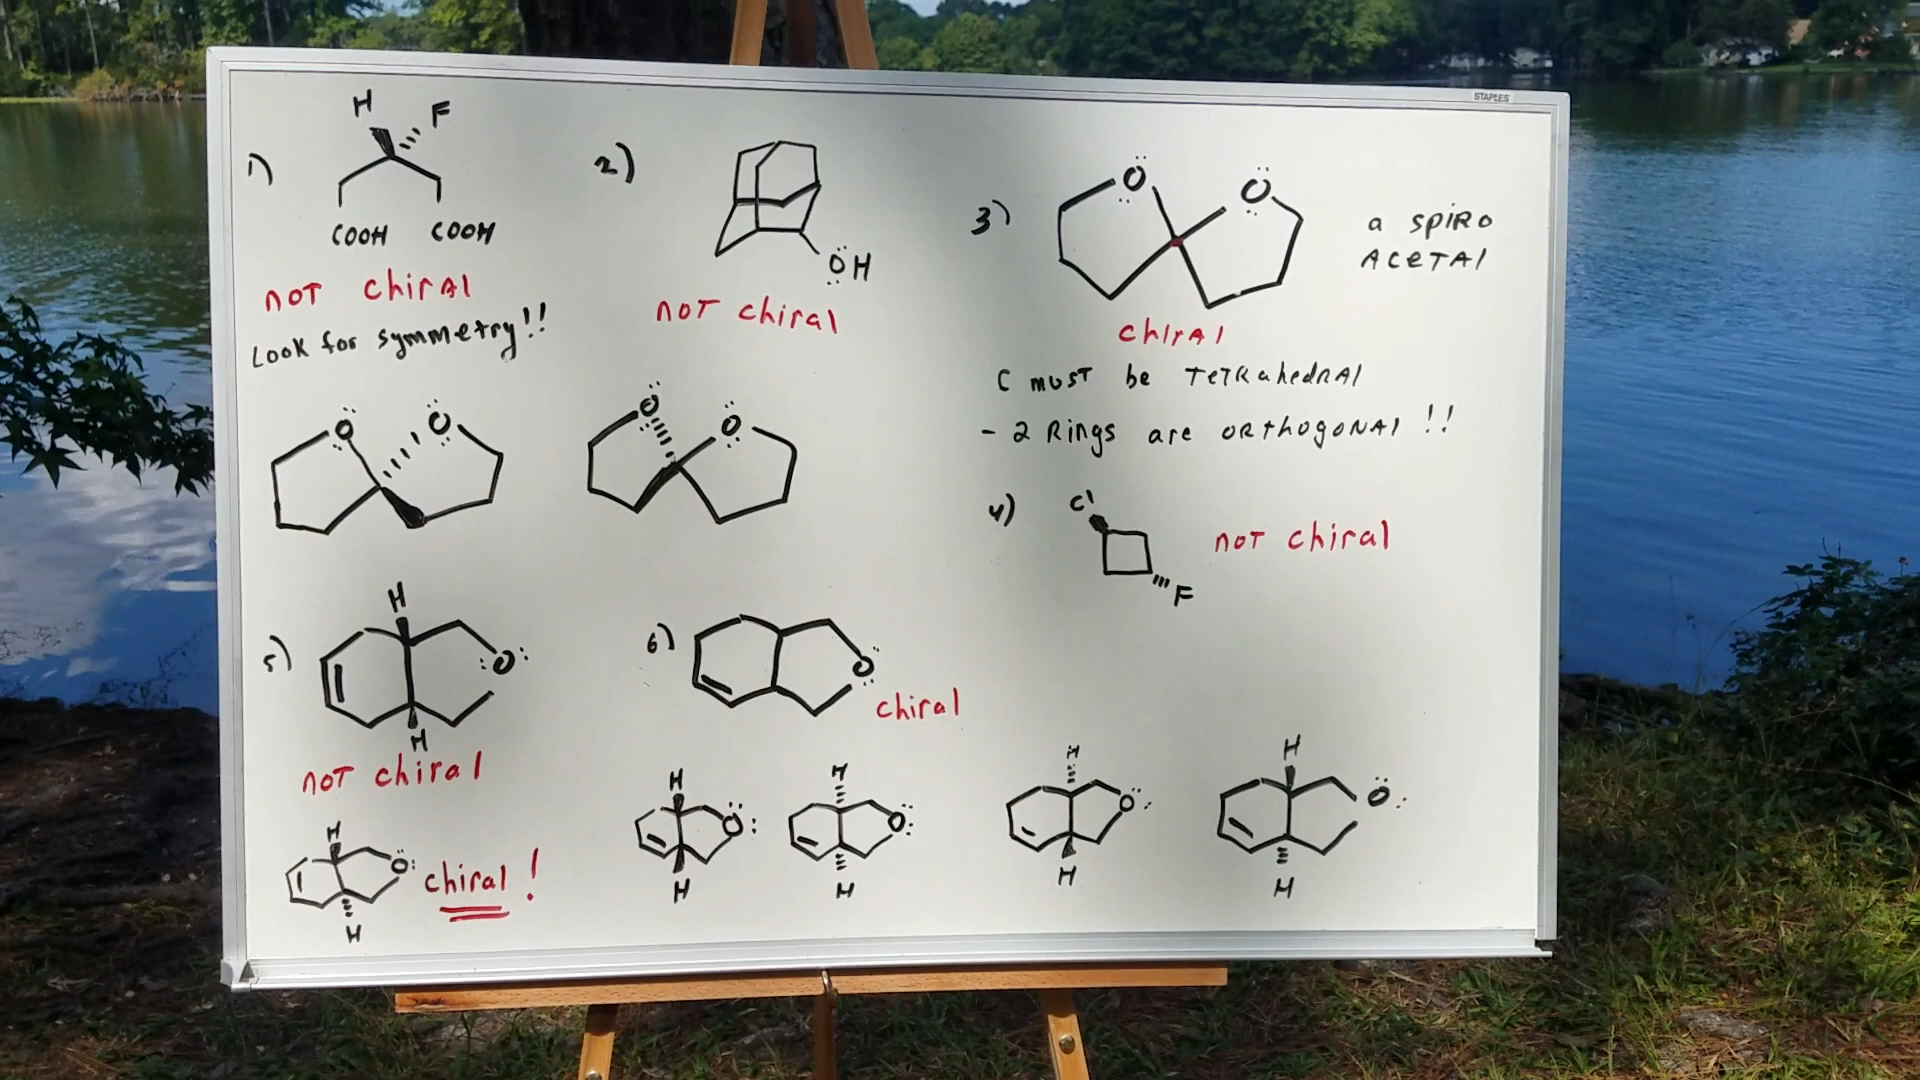 STAPLES
1)
H
F
COOH COOH
NOT chirAl
Look for symmetry!!
2)
ÖH
NOT chiral
3)
O
O
a SPIRO
ACETAl
chirAl
C must be TeTRahedRAl
- 2 Rings are ORthogoNAl !!
O
O
O
O
4)
Cl
F
NOT chiral
5)
H
O
H
NOT chiral
6)
O
chiral
H
O
H
chiral !
H
O
H
H
O
H
H
O
H
H
O
H